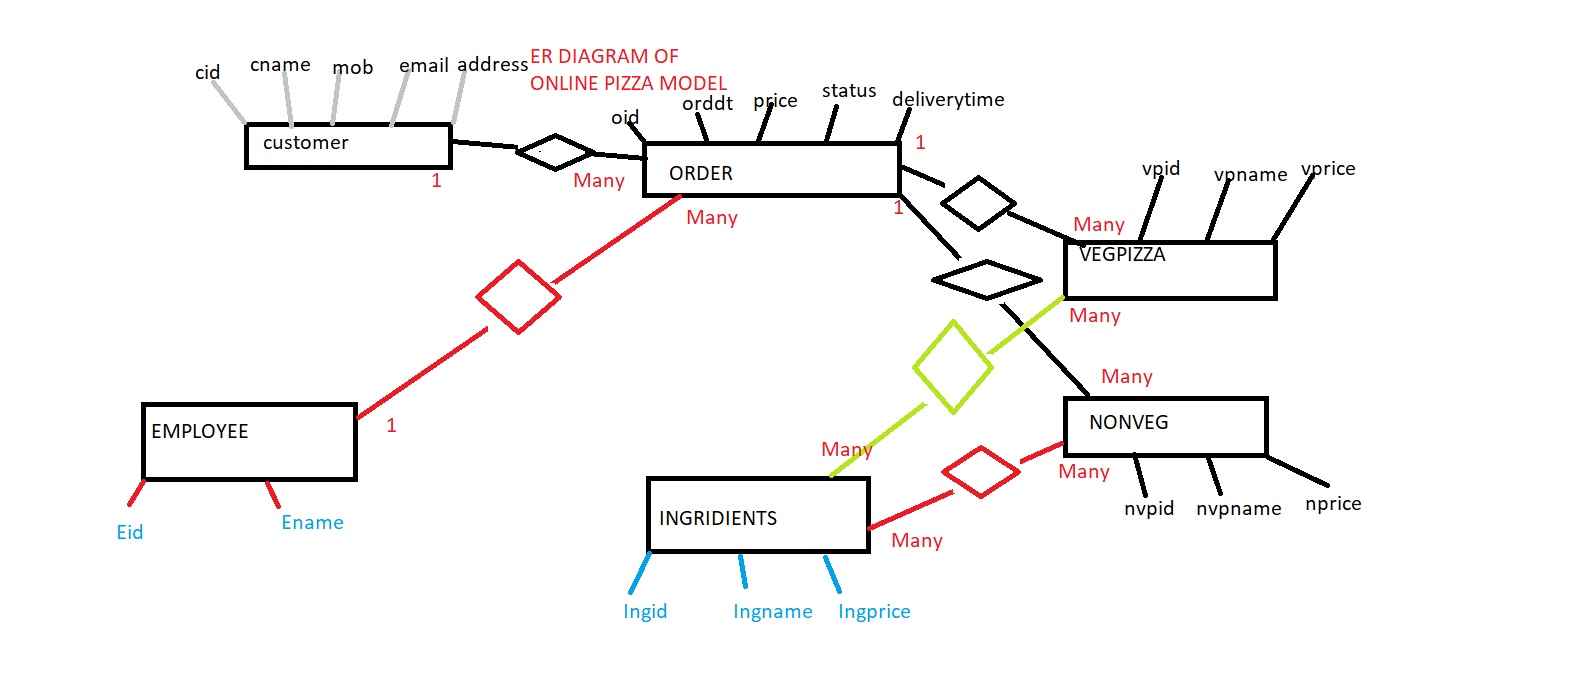 ER DIAGRAM OF
ONLINE PIZZA MODEL
cid
cname
mob
email
address
customer
1
Many
oid
orddt
price
status
deliverytime
ORDER
1
1
Many
Many
vpid
vpname
vprice
VEGPIZZA
Many
Many
NONVEG
Many
nvpid
nvpname
nprice
EMPLOYEE
1
Eid
Ename
Many
INGRIDIENTS
Many
Ingid
Ingname
Ingprice